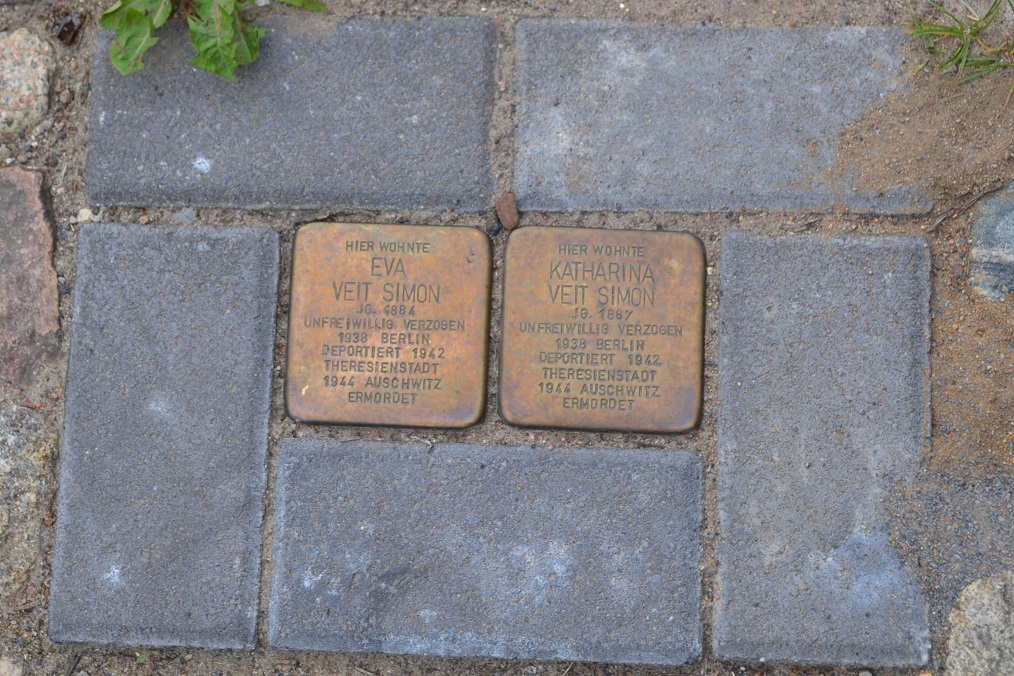 HIER WOHNTE
EVA
VEIT SIMON
JG. 1884
UNFREIWILLIG VERZOGEN
1938 BERLIN
DEPORTIERT 1942
THERESIENSTADT
1944 AUSCHWITZ
ERMORDET
HIER WOHNTE
KATHARINA
VEIT SIMON
JG. 1887
UNFREIWILLIG VERZOGEN
1938 BERLIN
DEPORTIERT 1942
THERESIENSTADT
1944 AUSCHWITZ
ERMORDET